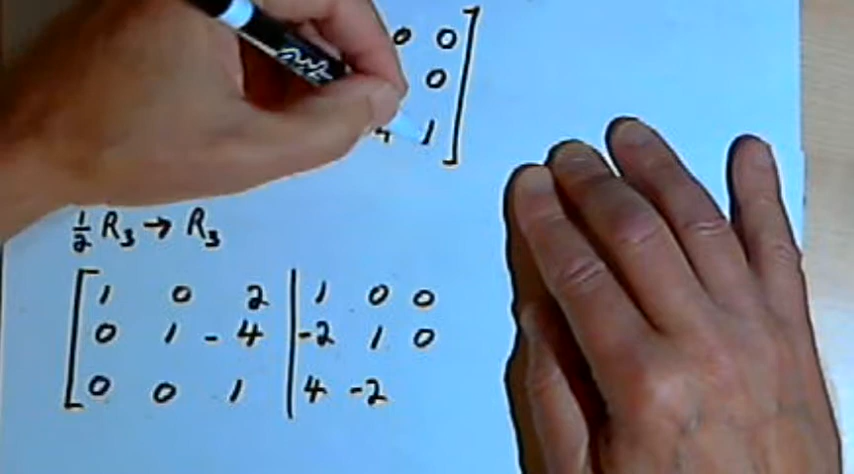 0 0
0
4 1
1/2 R₃ → R₃
1 0 2 | 1 0 0
0 1 -4 | -2 1 0
0 0 1 | 4 -2